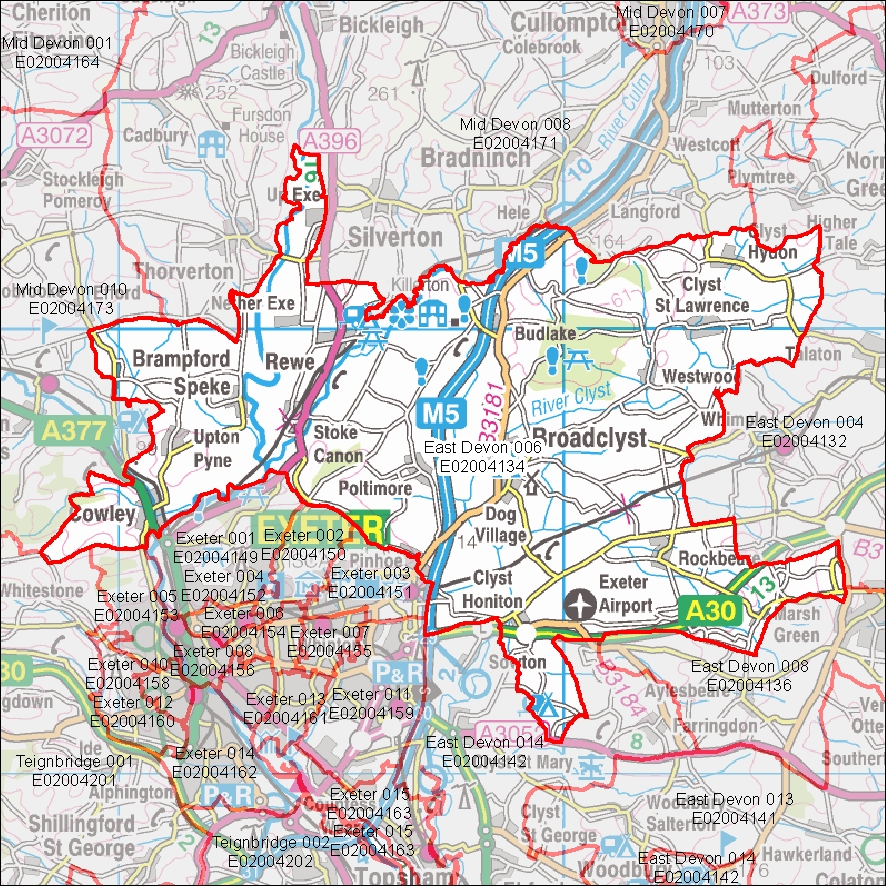 Cheriton
Fitzpaine
Mid Devon 001
E02004164
13
Bickleigh
Bickleigh
Castle
252
261
Cullompton
Colebrook
Mid Devon 007
E02004170
A373
103
Dulford
Mutterton
A3072
Cadbury
Fursdon
House
A396
16
Mid Devon 008
E02004171
River Culm
10
Bradninch
Westcott
Plymtree
Stockleigh
Pomeroy
Up Exe
Silverton
Hele
Langford
164
Clyst
Hydon
Higher
Tale
M5
Thorverton
Mid Devon 010
E02004173
Nether Exe
Killerton
61
Clyst
St Lawrence
Brampford
Speke
Rewe
Budlake
Talaton
Westwood
River Clyst
A377
M5
B3181
Whimple
East Devon 004
E02004132
Upton
Pyne
Stoke
Canon
Broadclyst
East Devon 006
E02004134
Poltimore
Cowley
EXETER
Dog
Village
14
B3
Exeter 001
E02004149
Exeter 002
E02004150
Pinhoe
Rockbeare
Whitestone
Exeter 004
E02004152
Exeter 003
E02004151
Clyst
Honiton
Exeter
Airport
A30
13
Exeter 005
E02004153
Exeter 006
E02004154
Exeter 007
E02004155
Marsh
Green
Exeter 008
E02004156
Exeter 010
E02004158
P&R
2
Sowton
B3184
East Devon 008
E02004136
Aylesbeare
30
Exeter 012
E02004160
Exeter 013
E02004161
Exeter 011
E02004159
Farringdon
8
A3052
Ide
East Devon 014
E02004142
Teignbridge 001
E02004201
Exeter 014
E02004162
St Mary
Alphington
P&R
Exeter 015
E02004163
East Devon 013
E02004141
Salterton
Clyst
St George
Shillingford
St George
2
Teignbridge 002
E02004202
Exeter 015
E02004163
Topsham
East Devon 014
E02004142
Hawkerland
Woodbury
Colaton